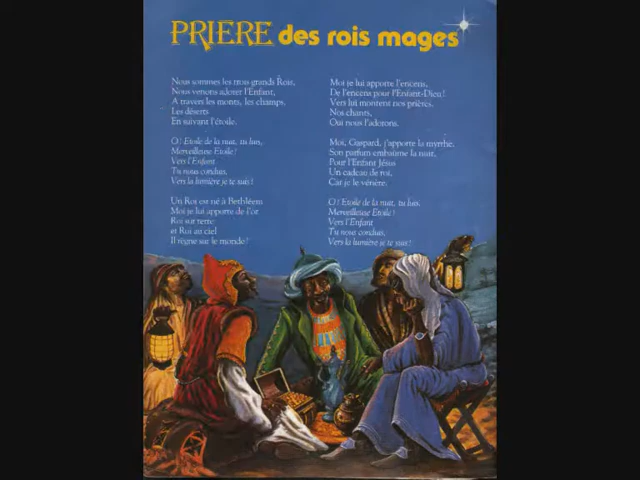 PRIÈRE des rois mages
Nous sommes les trois grands Rois,
Nous venons adorer l'Enfant,
A travers les monts, les champs,
Les déserts
En suivant l'étoile.
O! Etoile de la nuit, tu luis,
Merveilleuse Etoile!
Vers l'Enfant
Tu nous conduis,
Vers la lumière je te suis!
Un Roi est né à Bethléem
Moi je lui apporte de l'or
Roi sur terre
et Roi au ciel
Il règne sur le monde!
Moi je lui apporte l'encens,
De l'encens pour l'Enfant-Dieu!
Vers lui montent nos prières,
Nos chants,
Oui nous l'adorons.
Moi, Gaspard, j'apporte la myrrhe,
Son parfum embaume la nuit,
Pour l'Enfant Jésus
Un cadeau de roi,
Car je le vénère.
O! Etoile de la nuit, tu luis,
Merveilleuse Etoile!
Vers l'Enfant
Tu nous conduis,
Vers la lumière je te suis!